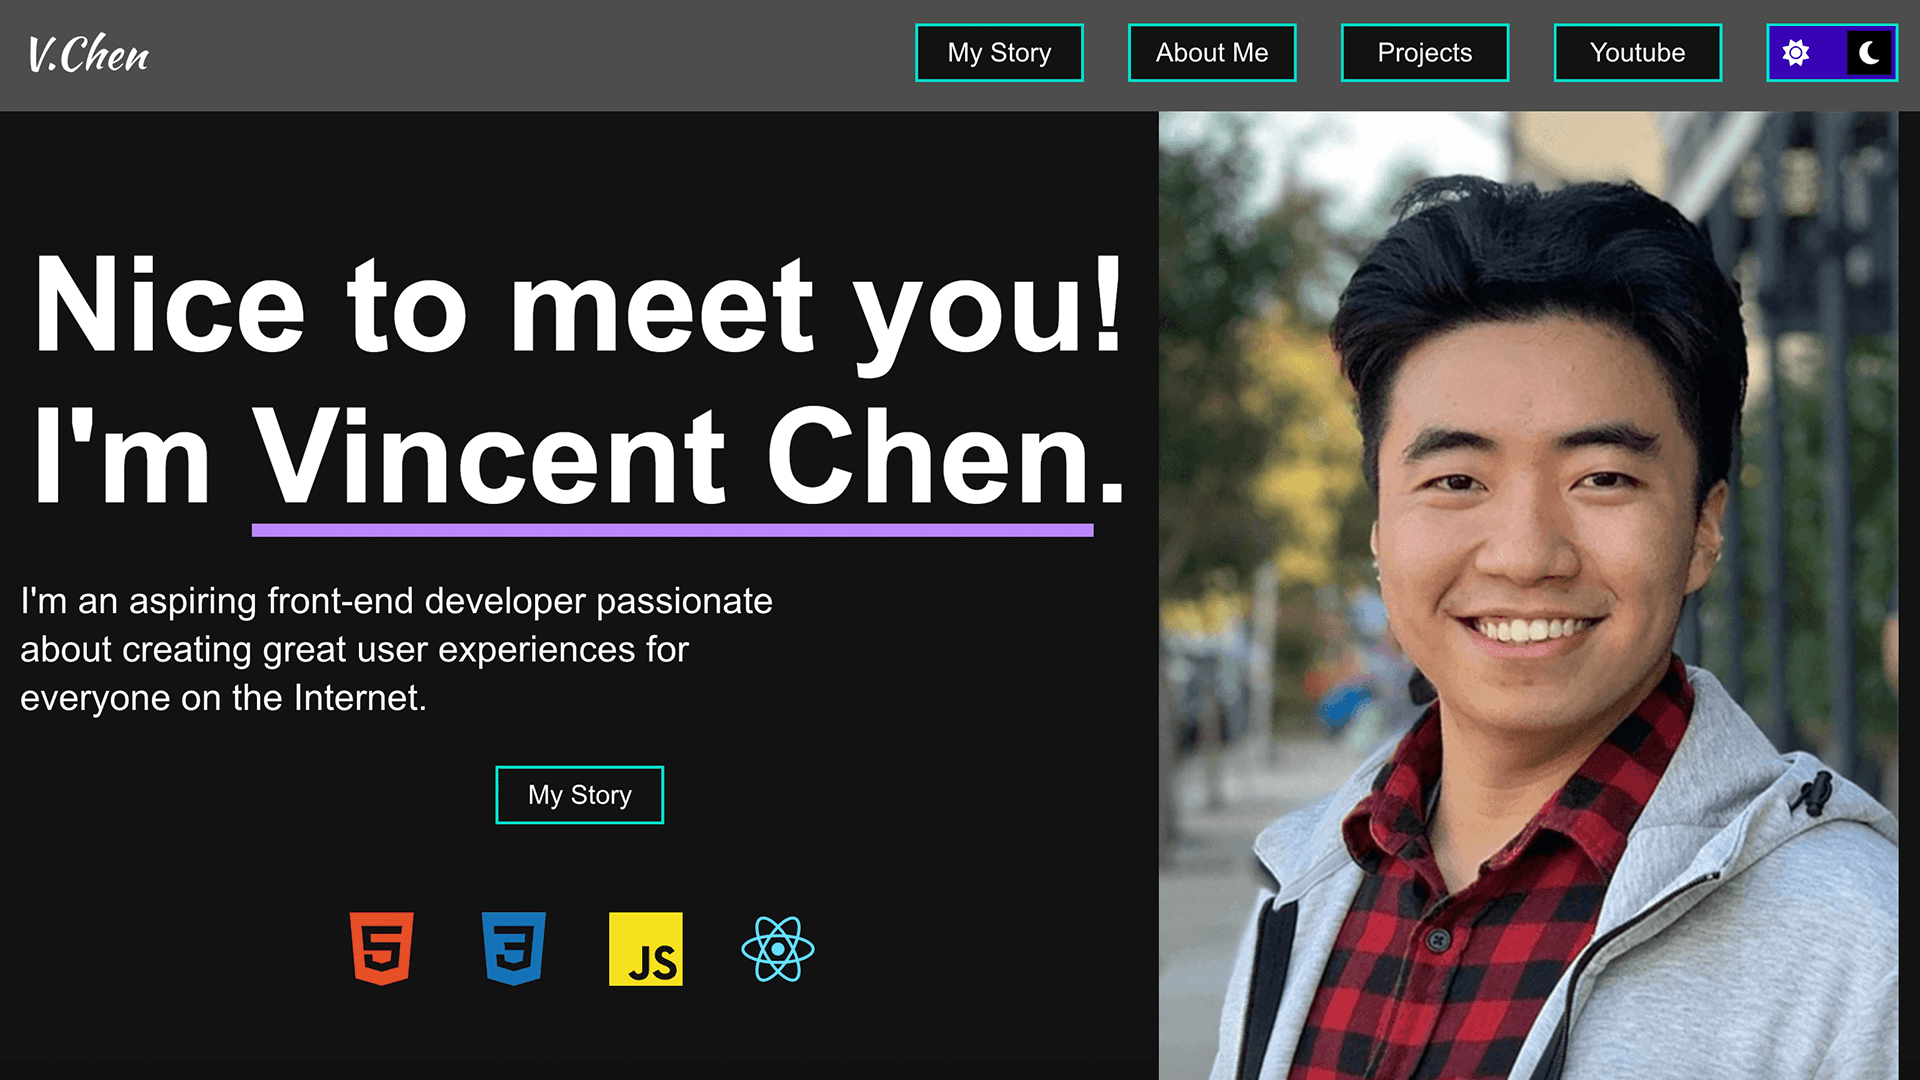 V.Chen
My Story
About Me
Projects
Youtube
Nice to meet you!
I'm Vincent Chen.
I'm an aspiring front-end developer passionate
about creating great user experiences for
everyone on the Internet.
My Story
5
3
JS